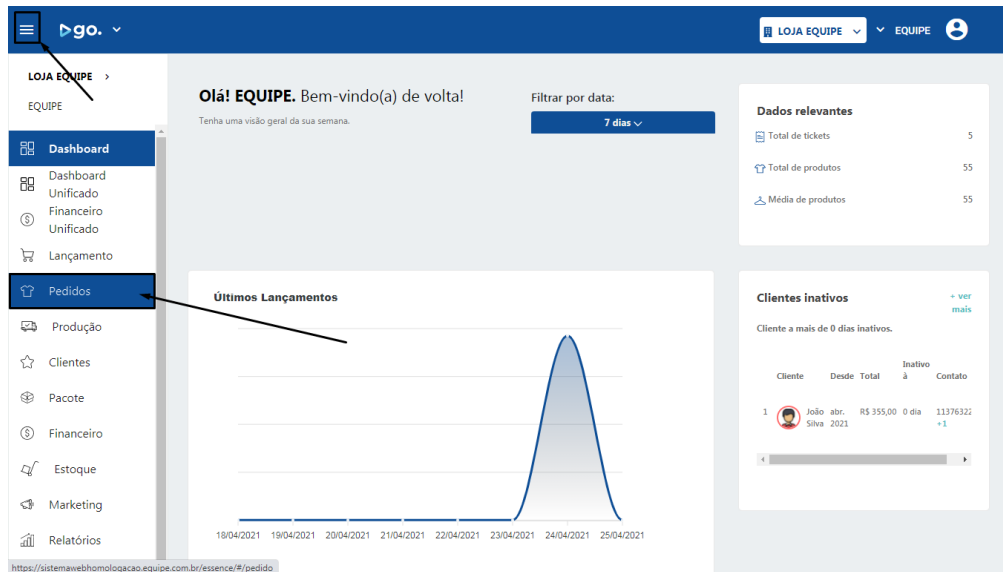 go.
LOJA EQUIPE
EQUIPE
LOJA EQUIPE
EQUIPE
Dashboard
Dashboard
Unificado
Financeiro
Unificado
Lançamento
Pedidos
Produção
Clientes
Pacote
Financeiro
Estoque
Marketing
Relatórios
Olá! EQUIPE. Bem-vindo(a) de volta!
Tenha uma visão geral da sua semana.
Filtrar por data:
7 dias
Dados relevantes
Total de tickets 5
Total de produtos 55
Média de produtos 55
Últimos Lançamentos
18/04/2021 19/04/2021 20/04/2021 21/04/2021 22/04/2021 23/04/2021 24/04/2021 25/04/2021
Clientes inativos
+ ver
mais
Cliente a mais de 0 dias inativos.
Cliente Desde Total Inativo à Contato
1 João Silva abr. 2021 R$ 355,00 0 dia 11376322
+1
https://sistemawebhomologacao.equipe.com.br/essence/#/pedido